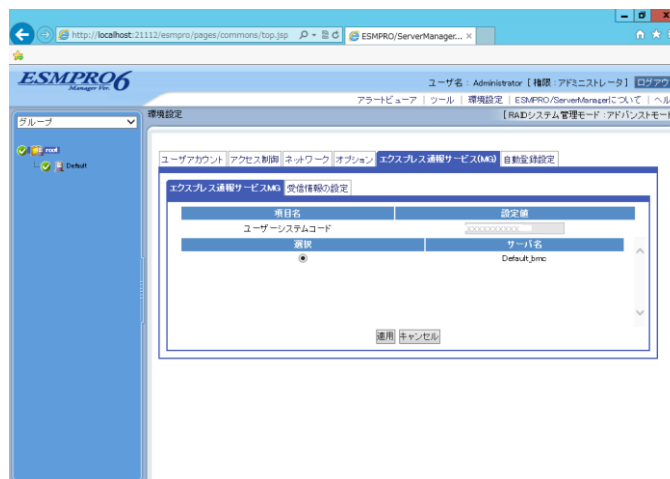 http://localhost:21112/esmpro/pages/commons/top.jsp
ESMPRO/ServerManager... ×
ESMPRO6
Manager Ver.
ユーザ名 : Administrator [ 権限 : アドミニストレータ ] ログアウ
アラートビューア | ツール | 環境設定 | ESMPRO/ServerManagerについて | ヘル
グループ
環境設定
[ RAIDシステム管理モード : アドバンストモー
root
Default
ユーザアカウント アクセス制御 ネットワーク オプション エクスプレス通報サービス(MG) 自動登録設定
エクスプレス通報サービスMG 受信情報の設定
項目名 設定値
ユーザーシステムコード xxxxxxxxxx
選択 サーバ名
Default_bmc
適用 キャンセル